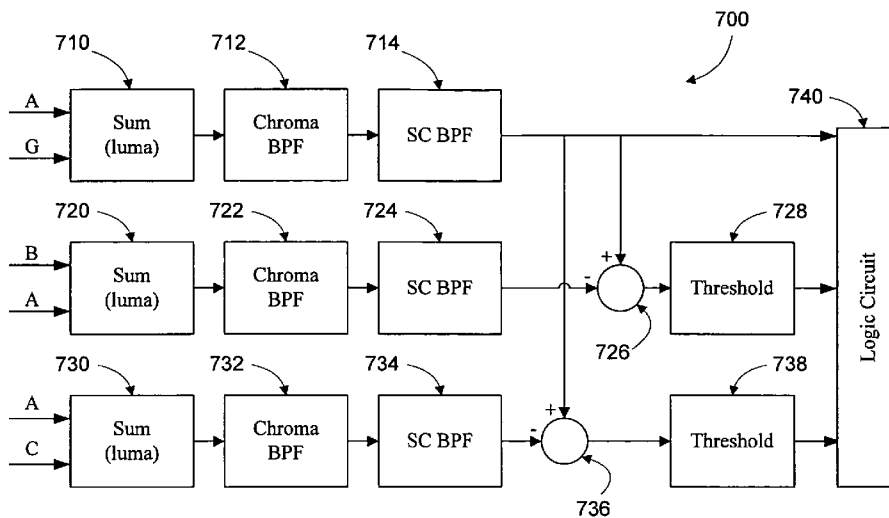 700
710
712
714
740
A
G
Sum
(luma)
Chroma
BPF
SC BPF
720
722
724
728
B
A
Sum
(luma)
Chroma
BPF
SC BPF
-
+
726
Threshold
Logic Circuit
730
732
734
738
A
C
Sum
(luma)
Chroma
BPF
SC BPF
-
+
736
Threshold